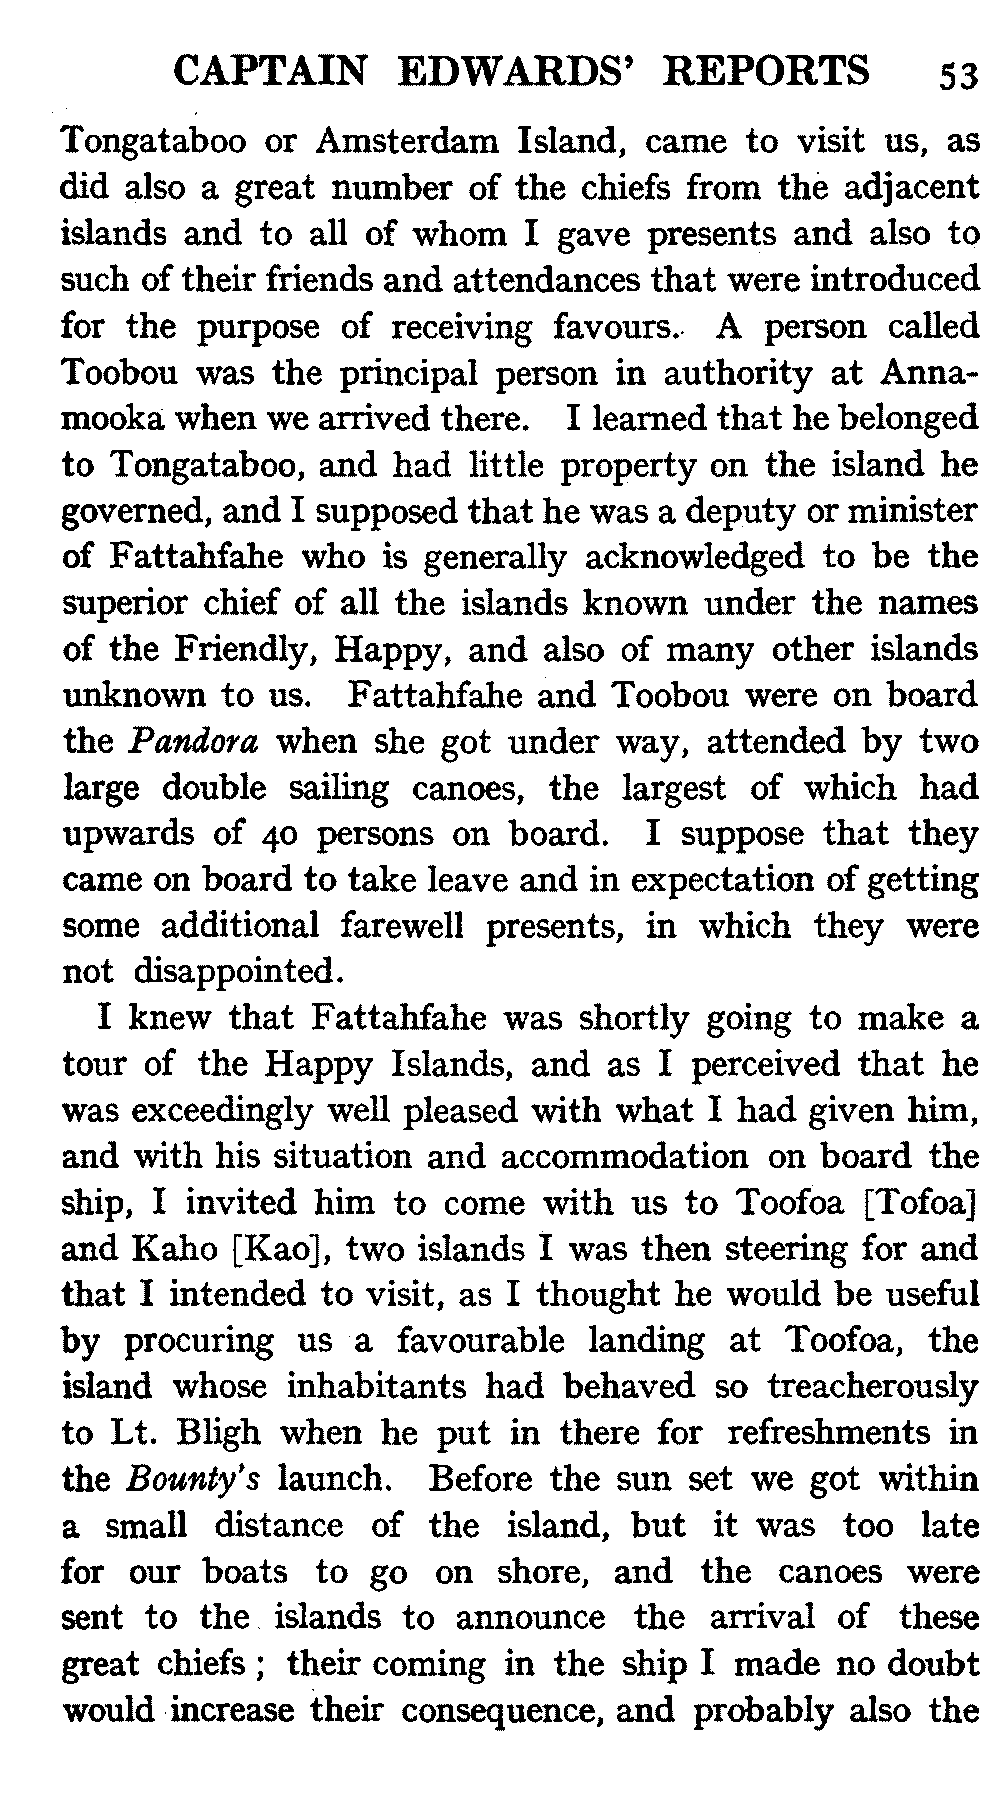 CAPTAIN EDWARDS' REPORTS 53
Tongataboo or Amsterdam Island, came to visit us, as
did also a great number of the chiefs from the adjacent
islands and to all of whom I gave presents and also to
such of their friends and attendances that were introduced
for the purpose of receiving favours. A person called
Toobou was the principal person in authority at Anna-
mooka when we arrived there. I learned that he belonged
to Tongataboo, and had little property on the island he
governed, and I supposed that he was a deputy or minister
of Fattahfahe who is generally acknowledged to be the
superior chief of all the islands known under the names
of the Friendly, Happy, and also of many other islands
unknown to us. Fattahfahe and Toobou were on board
the Pandora when she got under way, attended by two
large double sailing canoes, the largest of which had
upwards of 40 persons on board. I suppose that they
came on board to take leave and in expectation of getting
some additional farewell presents, in which they were
not disappointed.
I knew that Fattahfahe was shortly going to make a
tour of the Happy Islands, and as I perceived that he
was exceedingly well pleased with what I had given him,
and with his situation and accommodation on board the
ship, I invited him to come with us to Toofoa [Tofoa]
and Kaho [Kao], two islands I was then steering for and
that I intended to visit, as I thought he would be useful
by procuring us a favourable landing at Toofoa, the
island whose inhabitants had behaved so treacherously
to Lt. Bligh when he put in there for refreshments in
the Bounty's launch. Before the sun set we got within
a small distance of the island, but it was too late
for our boats to go on shore, and the canoes were
sent to the islands to announce the arrival of these
great chiefs ; their coming in the ship I made no doubt
would increase their consequence, and probably also the